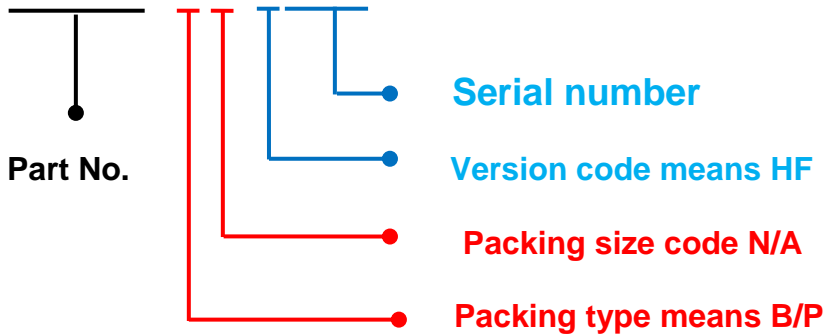 Serial number
Part No.
Version code means HF
Packing size code N/A
Packing type means B/P